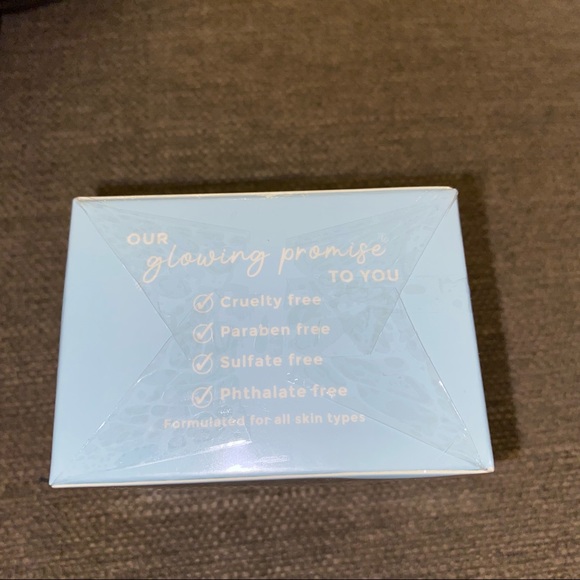 OUR
glowing promise
TO YOU
Cruelty free
Paraben free
Sulfate free
Phthalate free
Formulated for all skin types